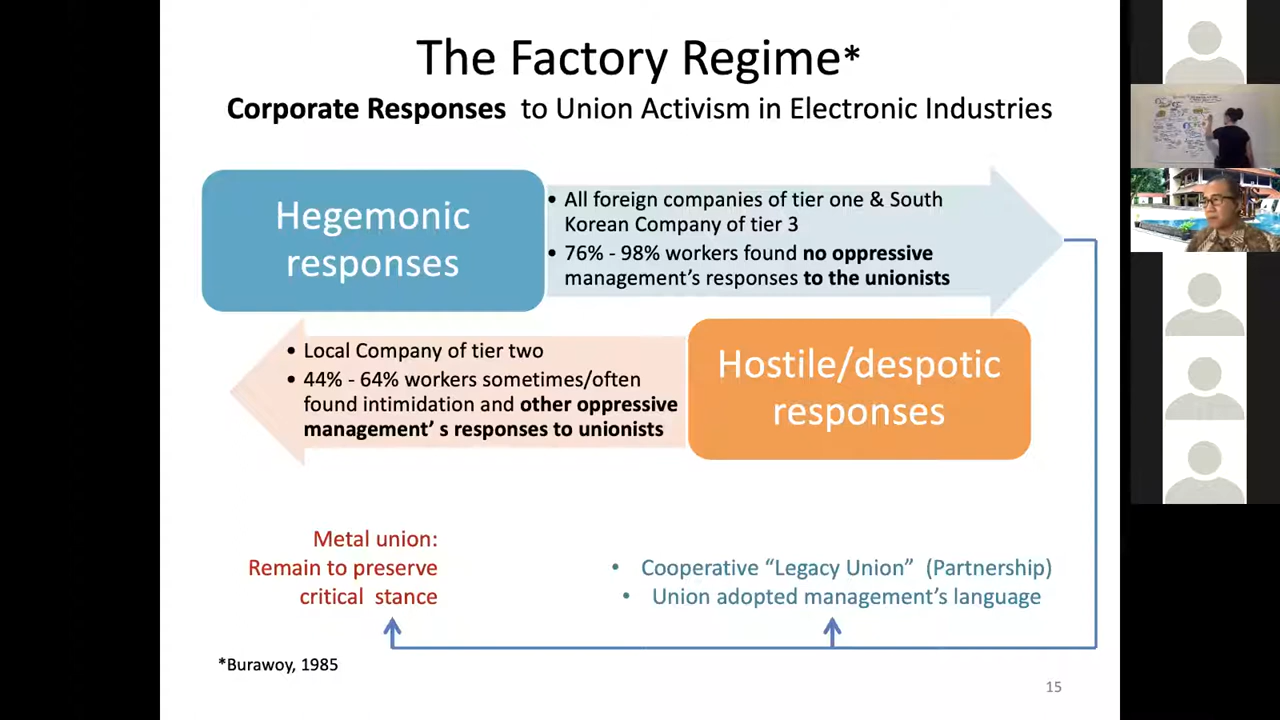 The Factory Regime*
Corporate Responses to Union Activism in Electronic Industries
Hegemonic
responses
• All foreign companies of tier one & South
Korean Company of tier 3
• 76% - 98% workers found no oppressive
management’s responses to the unionists
• Local Company of tier two
• 44% - 64% workers sometimes/often
found intimidation and other oppressive
management’ s responses to unionists
Hostile/despotic
responses
Metal union:
Remain to preserve
critical stance
• Cooperative “Legacy Union” (Partnership)
• Union adopted management’s language
*Burawoy, 1985
15